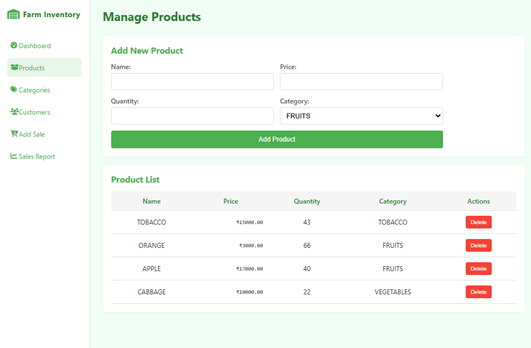 Farm Inventory
Dashboard
Products
Categories
Customers
Add Sale
Sales Report
Manage Products
Add New Product
Name: Price:
Quantity: Category:
FRUITS
Add Product
Product List
Name Price Quantity Category Actions
TOBACCO ₹15000.00 43 TOBACCO Delete
ORANGE ₹3000.00 66 FRUITS Delete
APPLE ₹17000.00 40 FRUITS Delete
CABBAGE ₹10000.00 22 VEGETABLES Delete